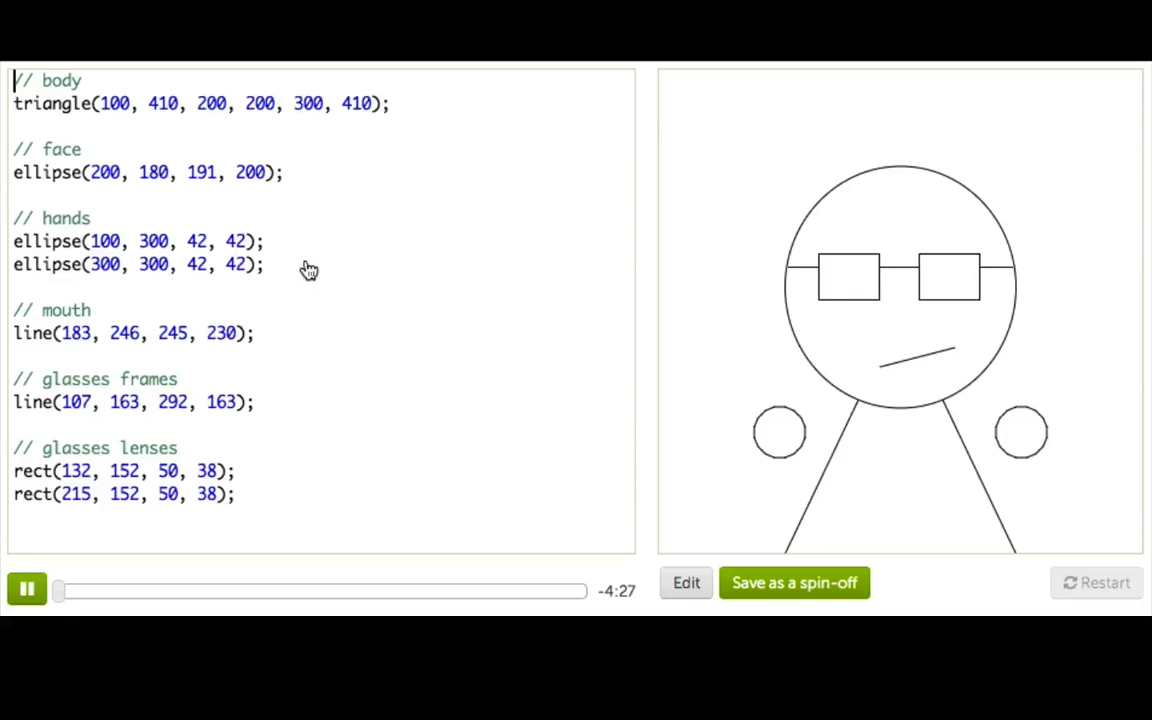 // body
triangle(100, 410, 200, 200, 300, 410);
// face
ellipse(200, 180, 191, 200);
// hands
ellipse(100, 300, 42, 42);
ellipse(300, 300, 42, 42);
// mouth
line(183, 246, 245, 230);
// glasses frames
line(107, 163, 292, 163);
// glasses lenses
rect(132, 152, 50, 38);
rect(215, 152, 50, 38);
-4:27
Edit
Save as a spin-off
Restart